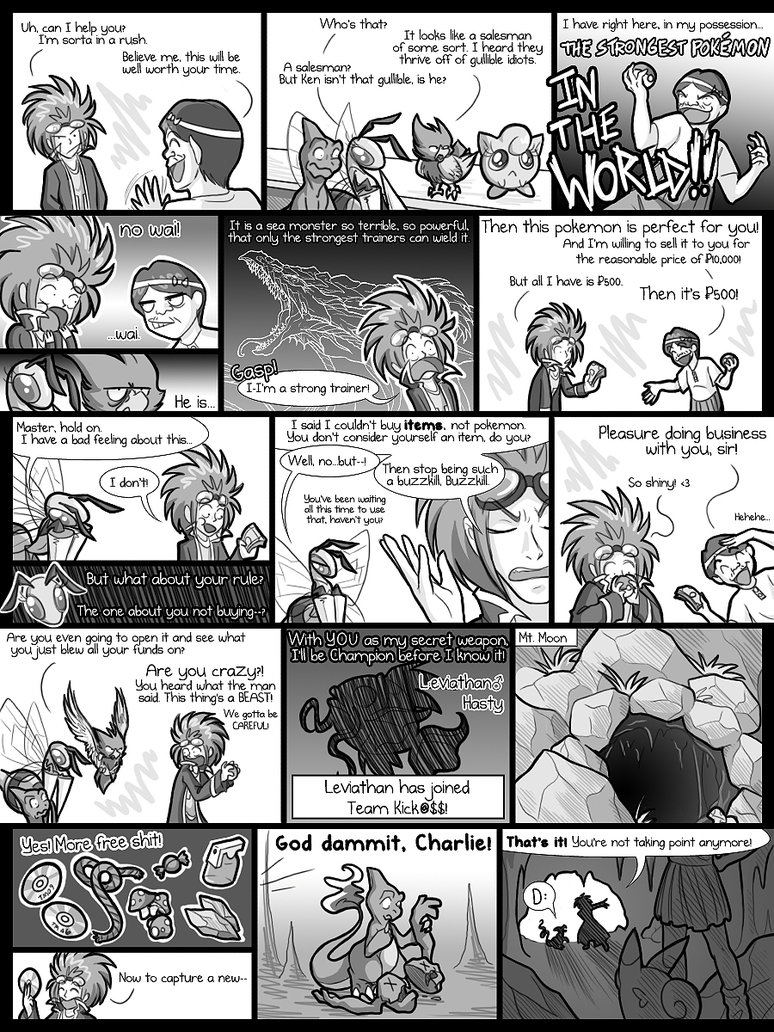 Uh, can I help you?
I'm sorta in a rush.
Believe me, this will be
well worth your time.
Who's that?
It looks like a salesman
of some sort. I heard they
thrive off of gullible idiots.
A salesman?
But Ken isn't that gullible, is he?
I have right here, in my possession...
THE STRONGEST POKÉMON
IN
THE
WORLD!!
no wai!
...wai.
He is...
It is a sea monster so terrible, so powerful,
that only the strongest trainers can wield it.
Gasp!
I-I'm a strong trainer!
Then this pokemon is perfect for you!
And I'm willing to sell it to you for
the reasonable price of ₽10,000!
But all I have is ₽500.
Then it's ₽500!
Master, hold on.
I have a bad feeling about this...
I don't!
But what about your rule?
The one about you not buying--?
I said I couldn't buy items, not pokemon.
You don't consider yourself an item, do you?
Well, no...but--!
Then stop being such
a buzzkill, Buzzkill.
You've been waiting
all this time to use
that, haven't you?
Pleasure doing business
with you, sir!
So shiny! <3
Hehehe...
Are you even going to open it and see what
you just blew all your funds on?
Are you crazy?!
You heard what the man
said. This thing's a BEAST!
We gotta be
CAREFUL!
With YOU as my secret weapon,
I'll be Champion before I know it!
Leviathan♂
Hasty
Leviathan has joined
Team Kick@$$!
Mt. Moon
Yes! More free shit!
Now to capture a new--
God dammit, Charlie!
That's it! You're not taking point anymore!
D: